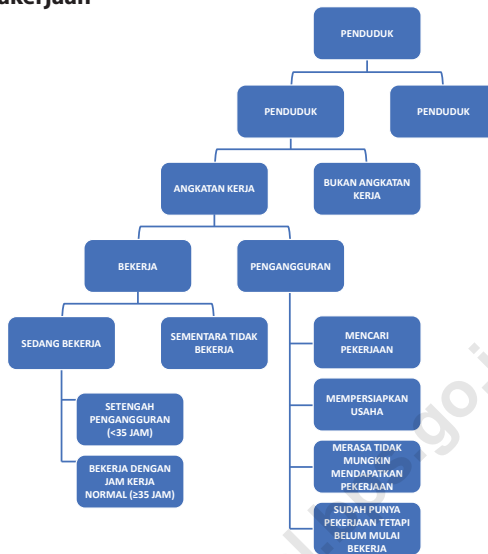 PENDUDUK
PENDUDUK
PENDUDUK
ANGKATAN KERJA
BUKAN ANGKATAN
KERJA
BEKERJA
PENGANGGURAN
SEDANG BEKERJA
SEMENTARA TIDAK
BEKERJA
SETENGAH
PENGANGGURAN
(<35 JAM)
BEKERJA DENGAN
JAM KERJA
NORMAL (≥35 JAM)
MENCARI
PEKERJAAN
MEMPERSIAPKAN
USAHA
MERASA TIDAK
MUNGKIN
MENDAPATKAN
PEKERJAAN
SUDAH PUNYA
PEKERJAAN TETAPI
BELUM MULAI
BEKERJA